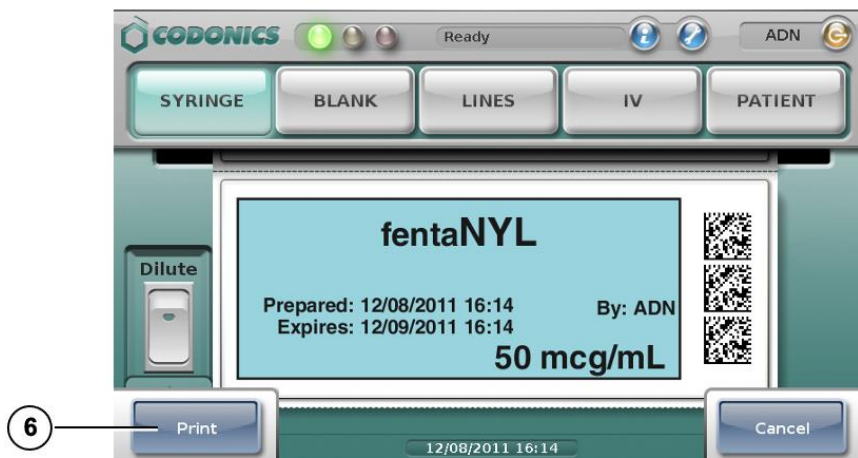 CODONICS Ready ADN
SYRINGE BLANK LINES IV PATIENT
fentaNYL
Dilute
Prepared: 12/08/2011 16:14 By: ADN
Expires: 12/09/2011 16:14
50 mcg/mL
6 Print Cancel
12/08/2011 16:14